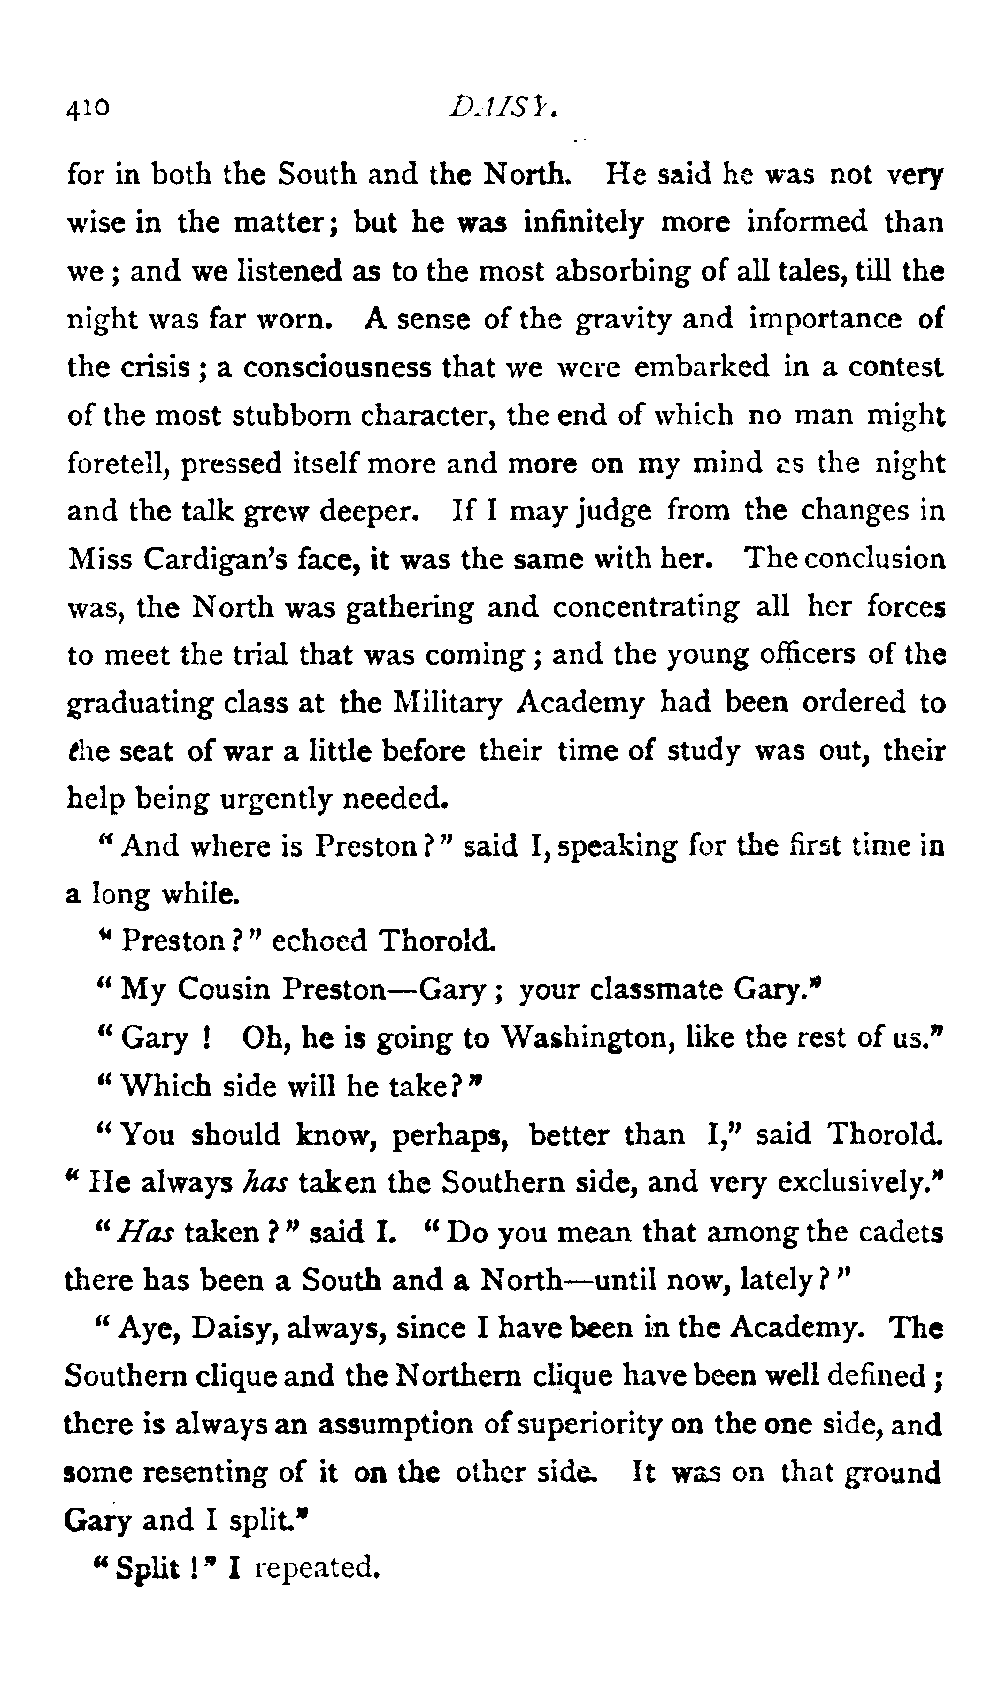 410 DAISY.
for in both the South and the North. He said he was not very
wise in the matter; but he was infinitely more informed than
we; and we listened as to the most absorbing of all tales, till the
night was far worn. A sense of the gravity and importance of
the crisis; a consciousness that we were embarked in a contest
of the most stubborn character, the end of which no man might
foretell, pressed itself more and more on my mind as the night
and the talk grew deeper. If I may judge from the changes in
Miss Cardigan's face, it was the same with her. The conclusion
was, the North was gathering and concentrating all her forces
to meet the trial that was coming; and the young officers of the
graduating class at the Military Academy had been ordered to
the seat of war a little before their time of study was out, their
help being urgently needed.
"And where is Preston?" said I, speaking for the first time in
a long while.
"Preston?" echoed Thorold.
"My Cousin Preston—Gary; your classmate Gary."
"Gary! Oh, he is going to Washington, like the rest of us."
"Which side will he take?"
"You should know, perhaps, better than I," said Thorold.
"He always has taken the Southern side, and very exclusively."
"Has taken?" said I. "Do you mean that among the cadets
there has been a South and a North—until now, lately?"
"Aye, Daisy, always, since I have been in the Academy. The
Southern clique and the Northern clique have been well defined;
there is always an assumption of superiority on the one side, and
some resenting of it on the other side. It was on that ground
Gary and I split."
"Split!" I repeated.